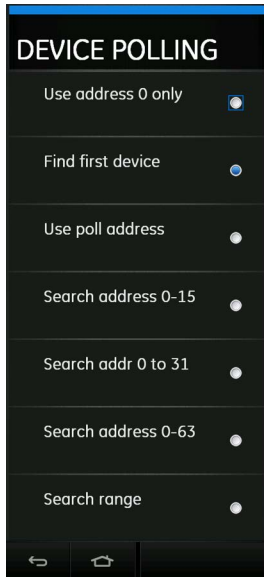 DEVICE POLLING
Use address 0 only
Find first device
Use poll address
Search address 0-15
Search addr 0 to 31
Search address 0-63
Search range